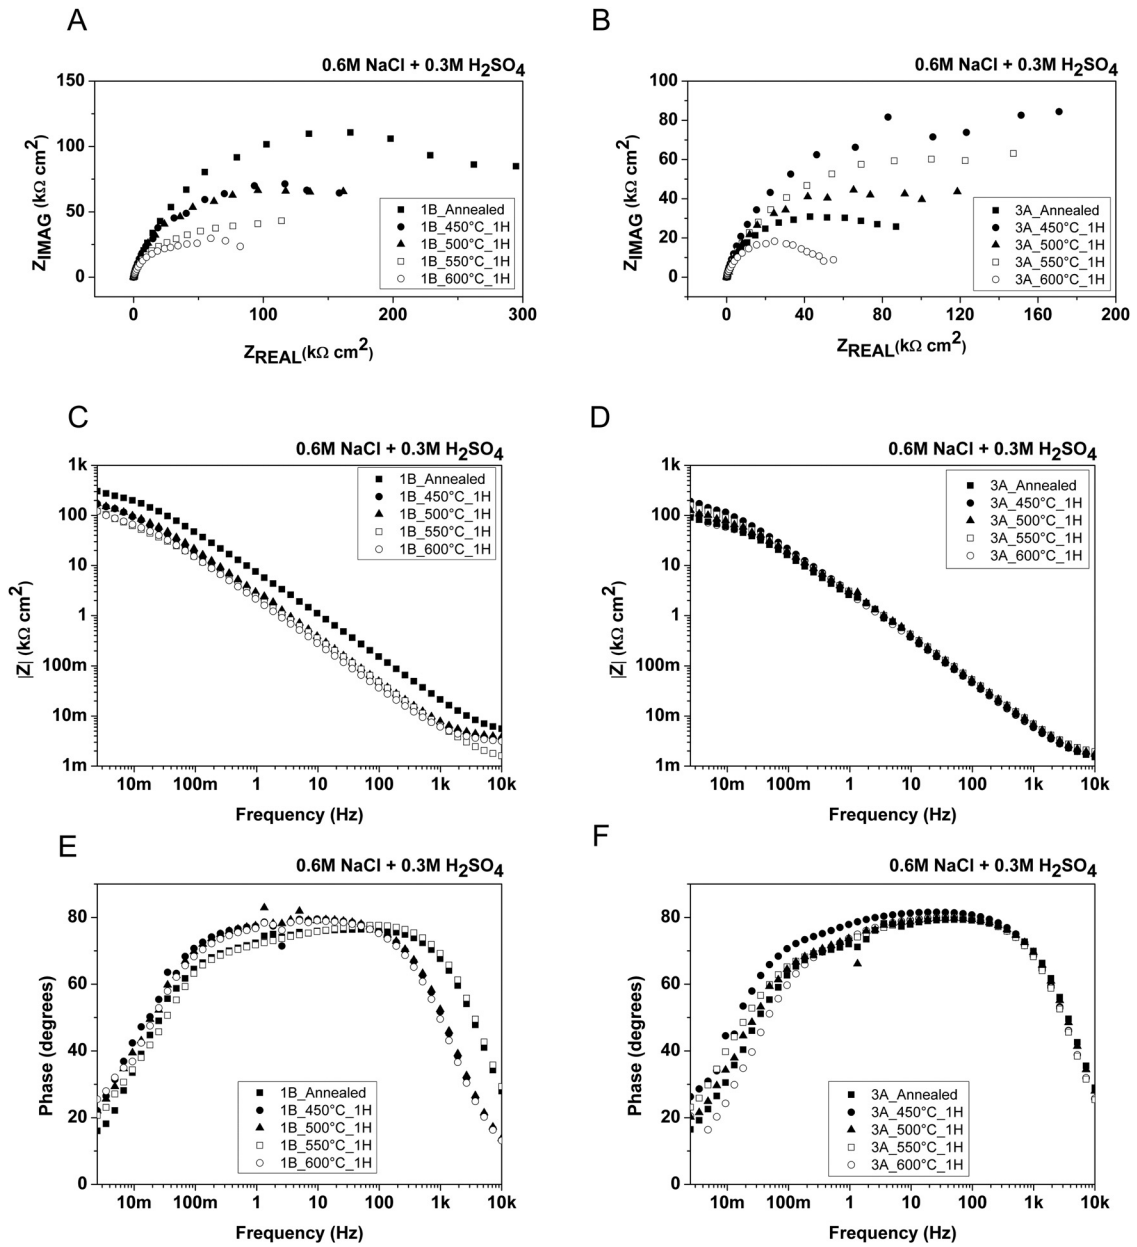 A
0.6M NaCl + 0.3M H2SO4
150
100
50
0
ZIMAG (kΩ cm2)
1B_Annealed
1B_450°C_1H
1B_500°C_1H
1B_550°C_1H
1B_600°C_1H
0 100 200 300
ZREAL(kΩ cm2)
B
0.6M NaCl + 0.3M H2SO4
100
80
60
40
20
0
ZIMAG (kΩ cm2)
3A_Annealed
3A_450°C_1H
3A_500°C_1H
3A_550°C_1H
3A_600°C_1H
0 40 80 120 160 200
ZREAL(kΩ cm2)
C
0.6M NaCl + 0.3M H2SO4
1k
100
10
1
100m
10m
1m
|Z| (kΩ cm2)
1B_Annealed
1B_450°C_1H
1B_500°C_1H
1B_550°C_1H
1B_600°C_1H
10m 100m 1 10 100 1k 10k
Frequency (Hz)
D
0.6M NaCl + 0.3M H2SO4
1k
100
10
1
100m
10m
1m
|Z| (kΩ cm2)
3A_Annealed
3A_450°C_1H
3A_500°C_1H
3A_550°C_1H
3A_600°C_1H
10m 100m 1 10 100 1k 10k
Frequency (Hz)
E
0.6M NaCl + 0.3M H2SO4
80
60
40
20
0
Phase (degrees)
1B_Annealed
1B_450°C_1H
1B_500°C_1H
1B_550°C_1H
1B_600°C_1H
10m 100m 1 10 100 1k 10k
Frequency (Hz)
F
0.6M NaCl + 0.3M H2SO4
80
60
40
20
0
Phase (degrees)
3A_Annealed
3A_450°C_1H
3A_500°C_1H
3A_550°C_1H
3A_600°C_1H
10m 100m 1 10 100 1k 10k
Frequency (Hz)